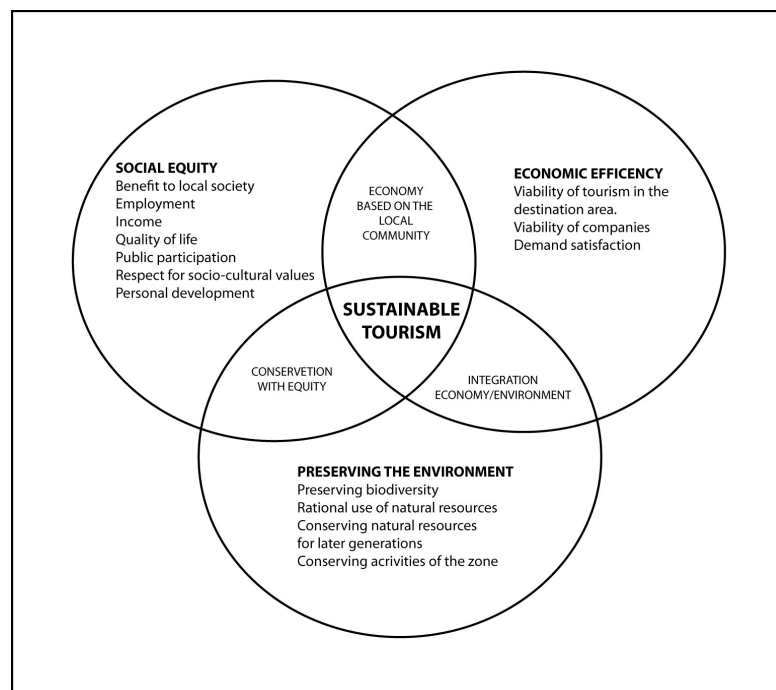 SOCIAL EQUITY
Benefit to local society
Employment
Income
Quality of life
Public participation
Respect for socio-cultural values
Personal development
ECONOMY
BASED ON THE
LOCAL
COMMUNITY
ECONOMIC EFFICENCY
Viability of tourism in the
destination area.
Viability of companies
Demand satisfaction
SUSTAINABLE
TOURISM
CONSERVETION
WITH EQUITY
INTEGRATION
ECONOMY/ENVIRONMENT
PRESERVING THE ENVIRONMENT
Preserving biodiversity
Rational use of natural resources
Conserving natural resources
for later generations
Conserving acrivities of the zone